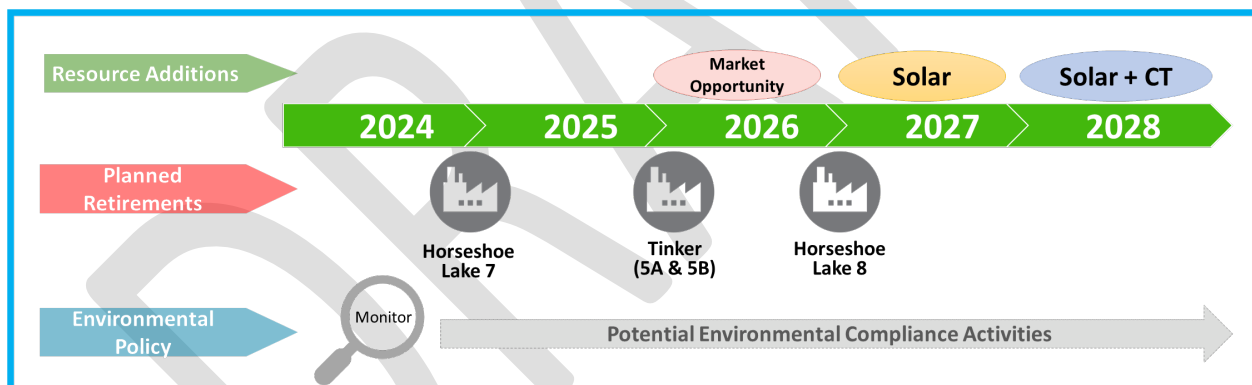 Resource Additions
Market
Opportunity
Solar
Solar + CT
2024
2025
2026
2027
2028
Planned
Retirements
Horseshoe
Lake 7
Tinker
(5A & 5B)
Horseshoe
Lake 8
Environmental
Policy
Monitor
Potential Environmental Compliance Activities